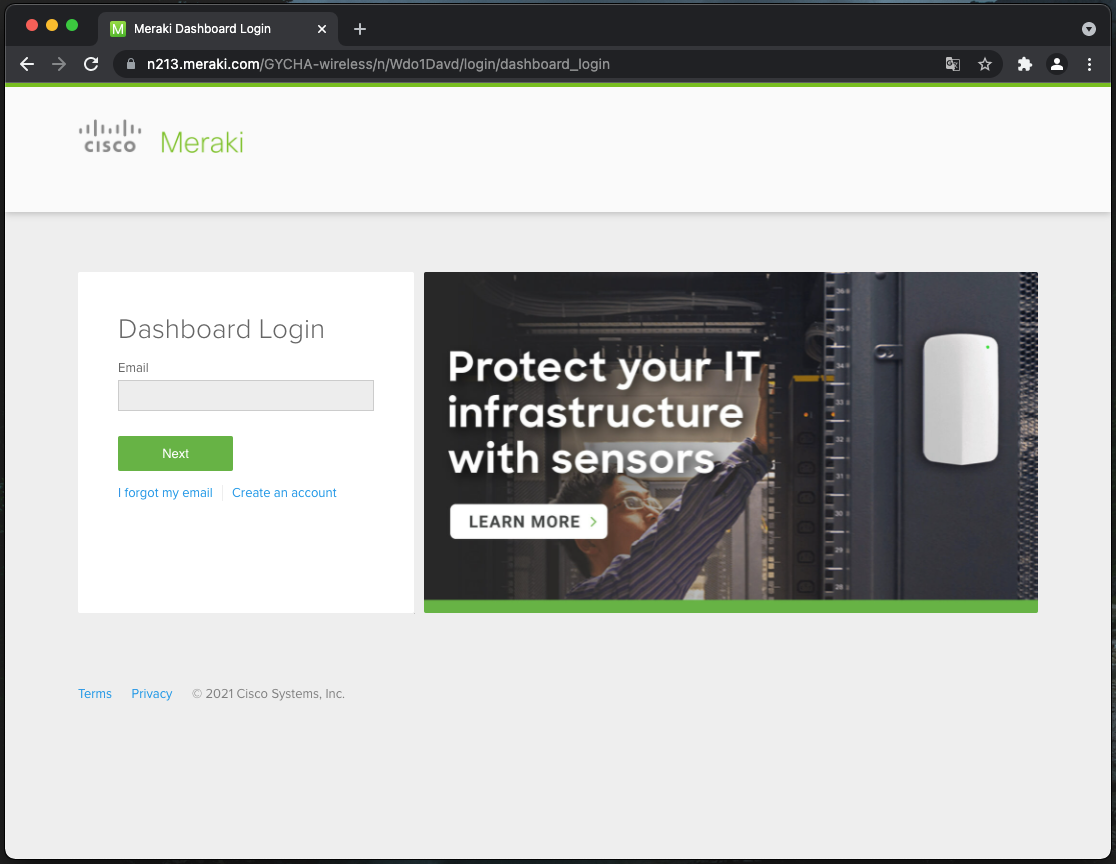 Meraki Dashboard Login
n213.meraki.com/GYCHA-wireless/n/Wdo1Davd/login/dashboard_login
cisco Meraki
Dashboard Login
Email
Next
I forgot my email
Create an account
Protect your IT
infrastructure
with sensors
LEARN MORE
Terms
Privacy
© 2021 Cisco Systems, Inc.